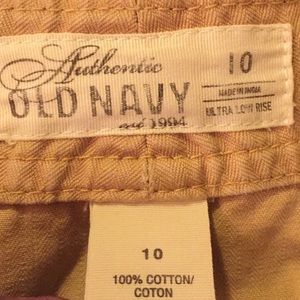 Authentic
OLD NAVY
est 1994
10
MADE IN INDIA
ULTRA LOW RISE
10
100% COTTON/
COTON